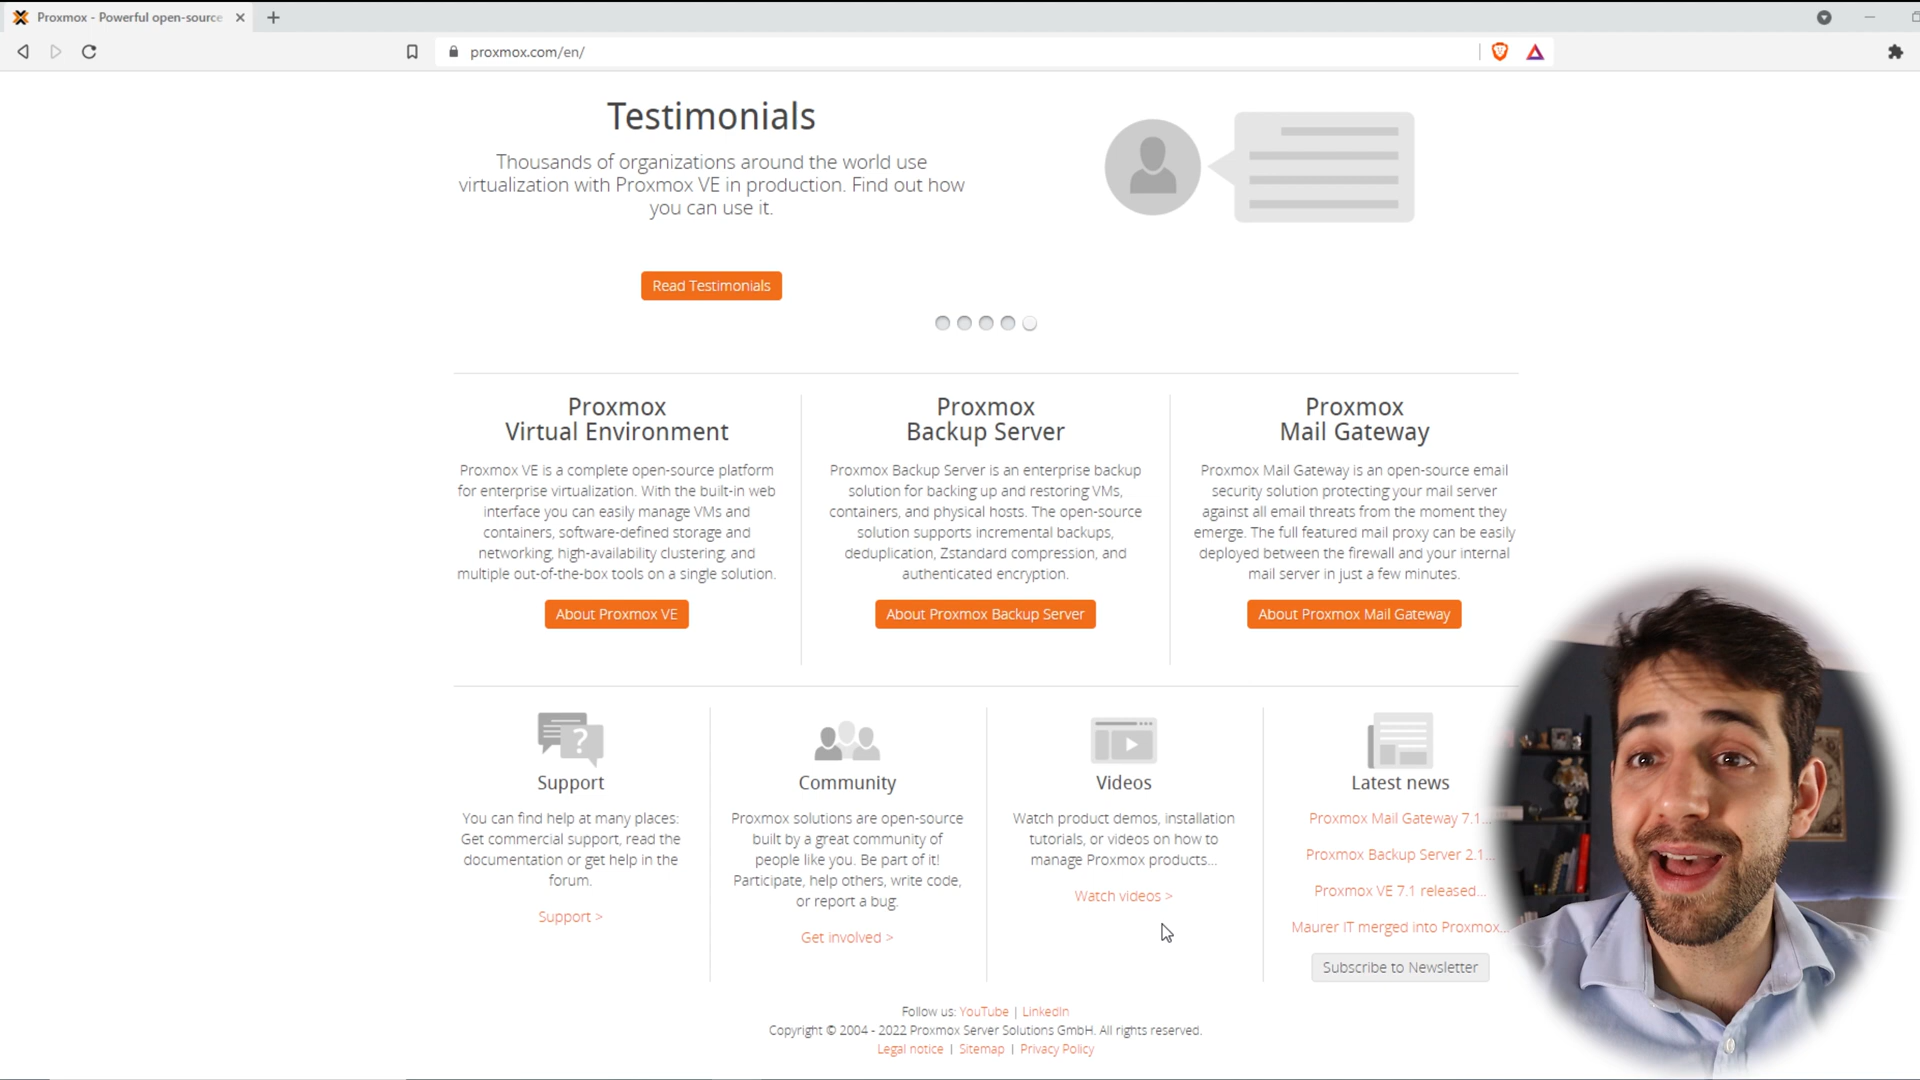 Proxmox - Powerful open-source
proxmox.com/en/
Testimonials
Thousands of organizations around the world use
virtualization with Proxmox VE in production. Find out how
you can use it.
Read Testimonials
Proxmox
Virtual Environment
Proxmox VE is a complete open-source platform
for enterprise virtualization. With the built-in web
interface you can easily manage VMs and
containers, software-defined storage and
networking, high-availability clustering, and
multiple out-of-the-box tools on a single solution.
About Proxmox VE
Proxmox
Backup Server
Proxmox Backup Server is an enterprise backup
solution for backing up and restoring VMs,
containers, and physical hosts. The open-source
solution supports incremental backups,
deduplication, Zstandard compression, and
authenticated encryption.
About Proxmox Backup Server
Proxmox
Mail Gateway
Proxmox Mail Gateway is an open-source email
security solution protecting your mail server
against all email threats from the moment they
emerge. The full featured mail proxy can be easily
deployed between the firewall and your internal
mail server in just a few minutes.
About Proxmox Mail Gateway
Support
You can find help at many places:
Get commercial support, read the
documentation or get help in the
forum.
Support >
Community
Proxmox solutions are open-source
built by a great community of
people like you. Be part of it!
Participate, help others, write code,
or report a bug.
Get involved >
Videos
Watch product demos, installation
tutorials, or videos on how to
manage Proxmox products...
Watch videos >
Latest news
Proxmox Mail Gateway 7.1...
Proxmox Backup Server 2.1...
Proxmox VE 7.1 released...
Maurer IT merged into Proxmox...
Subscribe to Newsletter
Follow us: YouTube | LinkedIn
Copyright © 2004 - 2022 Proxmox Server Solutions GmbH. All rights reserved.
Legal notice | Sitemap | Privacy Policy